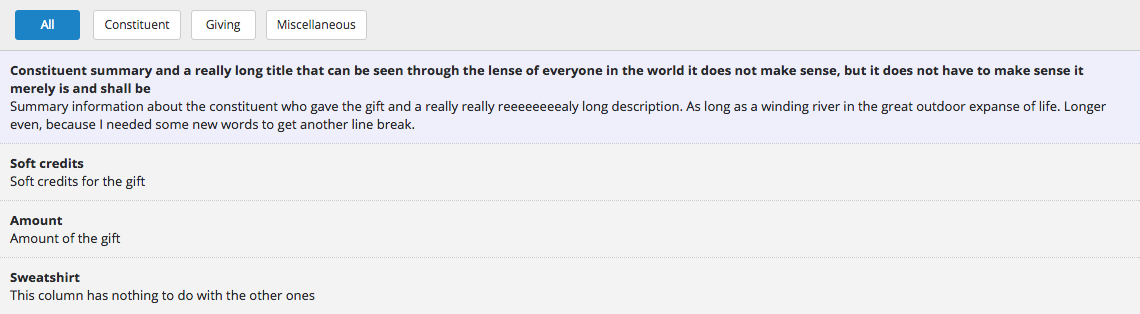 All Constituent Giving Miscellaneous
Constituent summary and a really long title that can be seen through the lense of everyone in the world it does not make sense, but it does not have to make sense it
merely is and shall be
Summary information about the constituent who gave the gift and a really really reeeeeeeealy long description. As long as a winding river in the great outdoor expanse of life. Longer
even, because I needed some new words to get another line break.
Soft credits
Soft credits for the gift
Amount
Amount of the gift
Sweatshirt
This column has nothing to do with the other ones